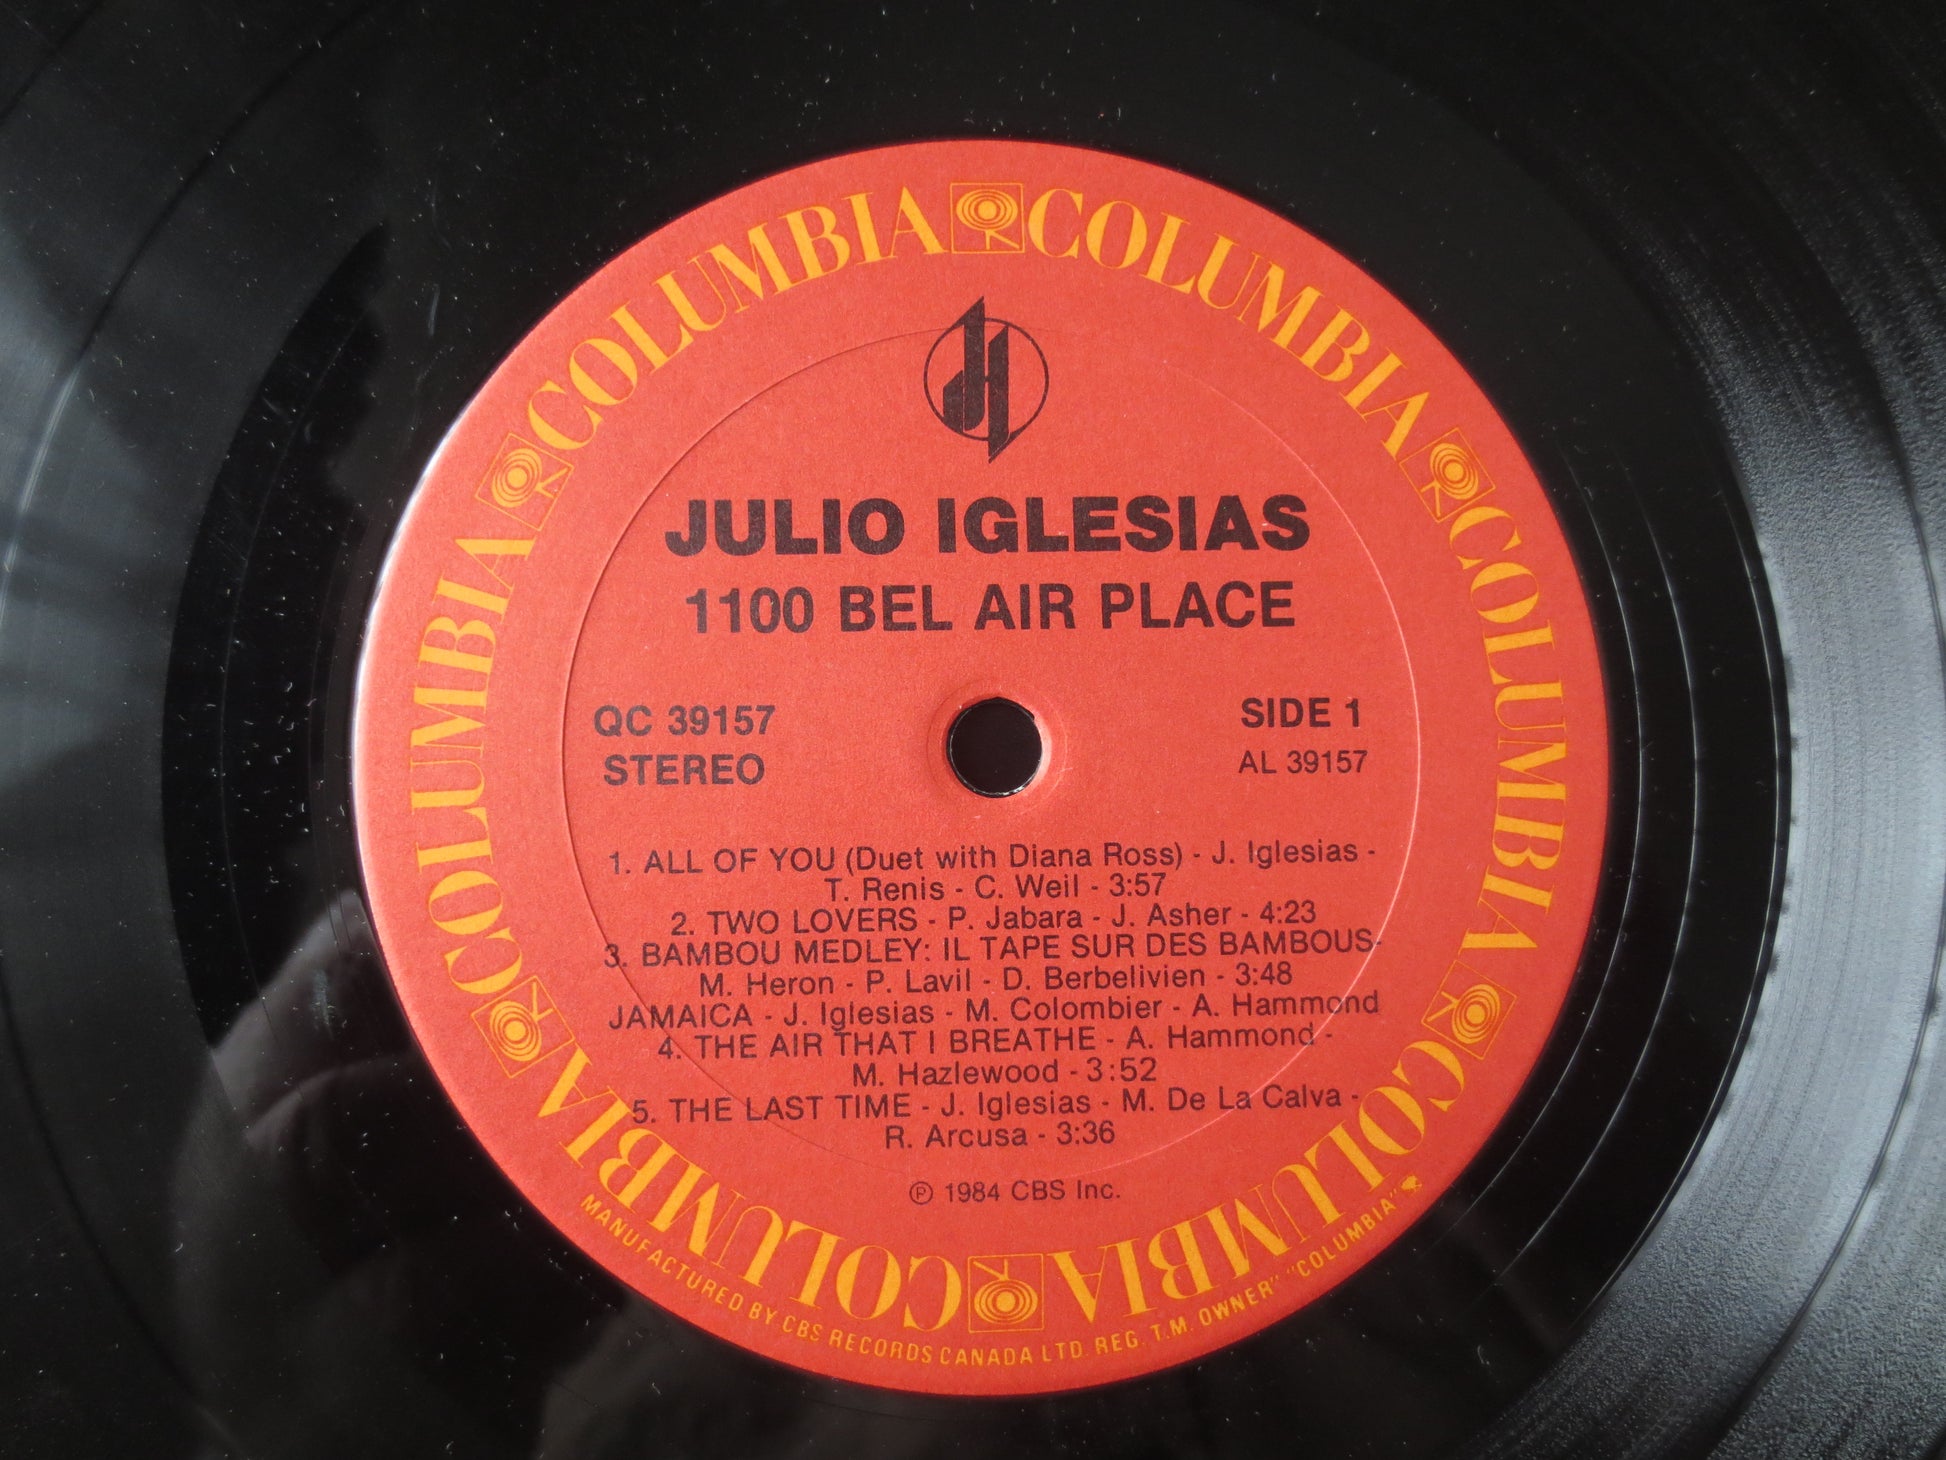 COLUMBIA COLUMBIA COLUMBIA COLUMBIA COLUMBIA COLUMBIA
JULIO IGLESIAS
1100 BEL AIR PLACE
QC 39157
STEREO
SIDE 1
AL 39157
1. ALL OF YOU (Duet with Diana Ross) - J. Iglesias -
T. Renis - C. Weil - 3:57
2. TWO LOVERS - P. Jabara - J. Asher - 4:23
3. BAMBOU MEDLEY: IL TAPE SUR DES BAMBOUS-
M. Heron - P. Lavil - D. Berbelivien - 3:48
JAMAICA - J. Iglesias - M. Colombier - A. Hammond
4. THE AIR THAT I BREATHE - A. Hammond -
M. Hazlewood - 3:52
5. THE LAST TIME - J. Iglesias - M. De La Calva -
R. Arcusa - 3:36
℗ 1984 CBS Inc.
MANUFACTURED BY CBS RECORDS CANADA LTD. REG. T.M. OWNER" "COLUMBIA"